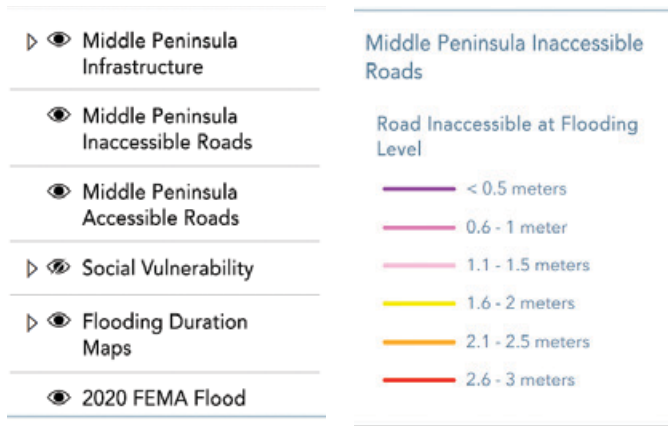 Middle Peninsula
Infrastructure
Middle Peninsula
Inaccessible Roads
Middle Peninsula
Accessible Roads
Social Vulnerability
Flooding Duration
Maps
2020 FEMA Flood
Middle Peninsula Inaccessible
Roads
Road Inaccessible at Flooding
Level
< 0.5 meters
0.6 - 1 meter
1.1 - 1.5 meters
1.6 - 2 meters
2.1 - 2.5 meters
2.6 - 3 meters